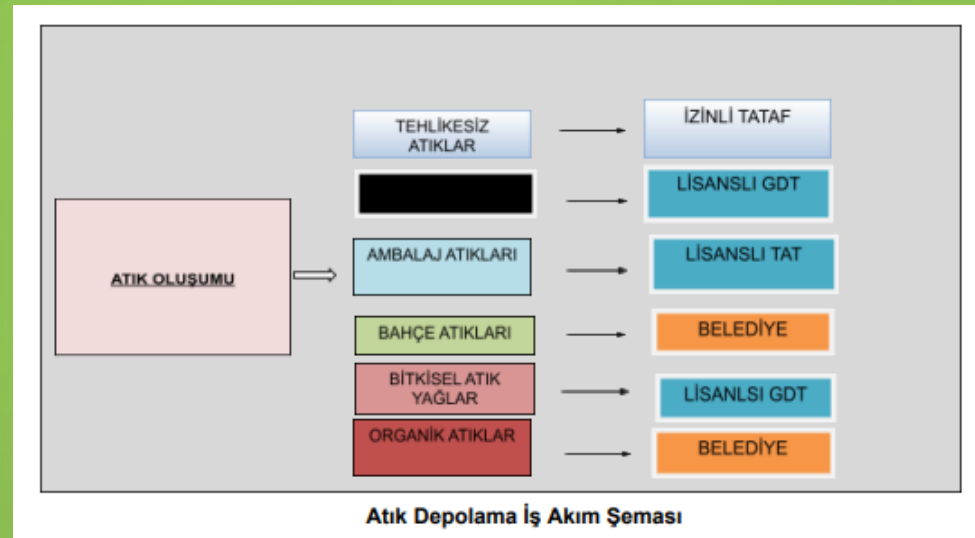 TEHLİKESİZ
ATIKLAR
İZİNLİ TATAF
LİSANSLI GDT
ATIK OLUŞUMU
AMBALAJ ATIKLARI
LİSANSLI TAT
BAHÇE ATIKLARI
BELEDİYE
BİTKİSEL ATIK
YAĞLAR
LİSANLSI GDT
ORGANİK ATIKLAR
BELEDİYE
Atık Depolama İş Akım Şeması